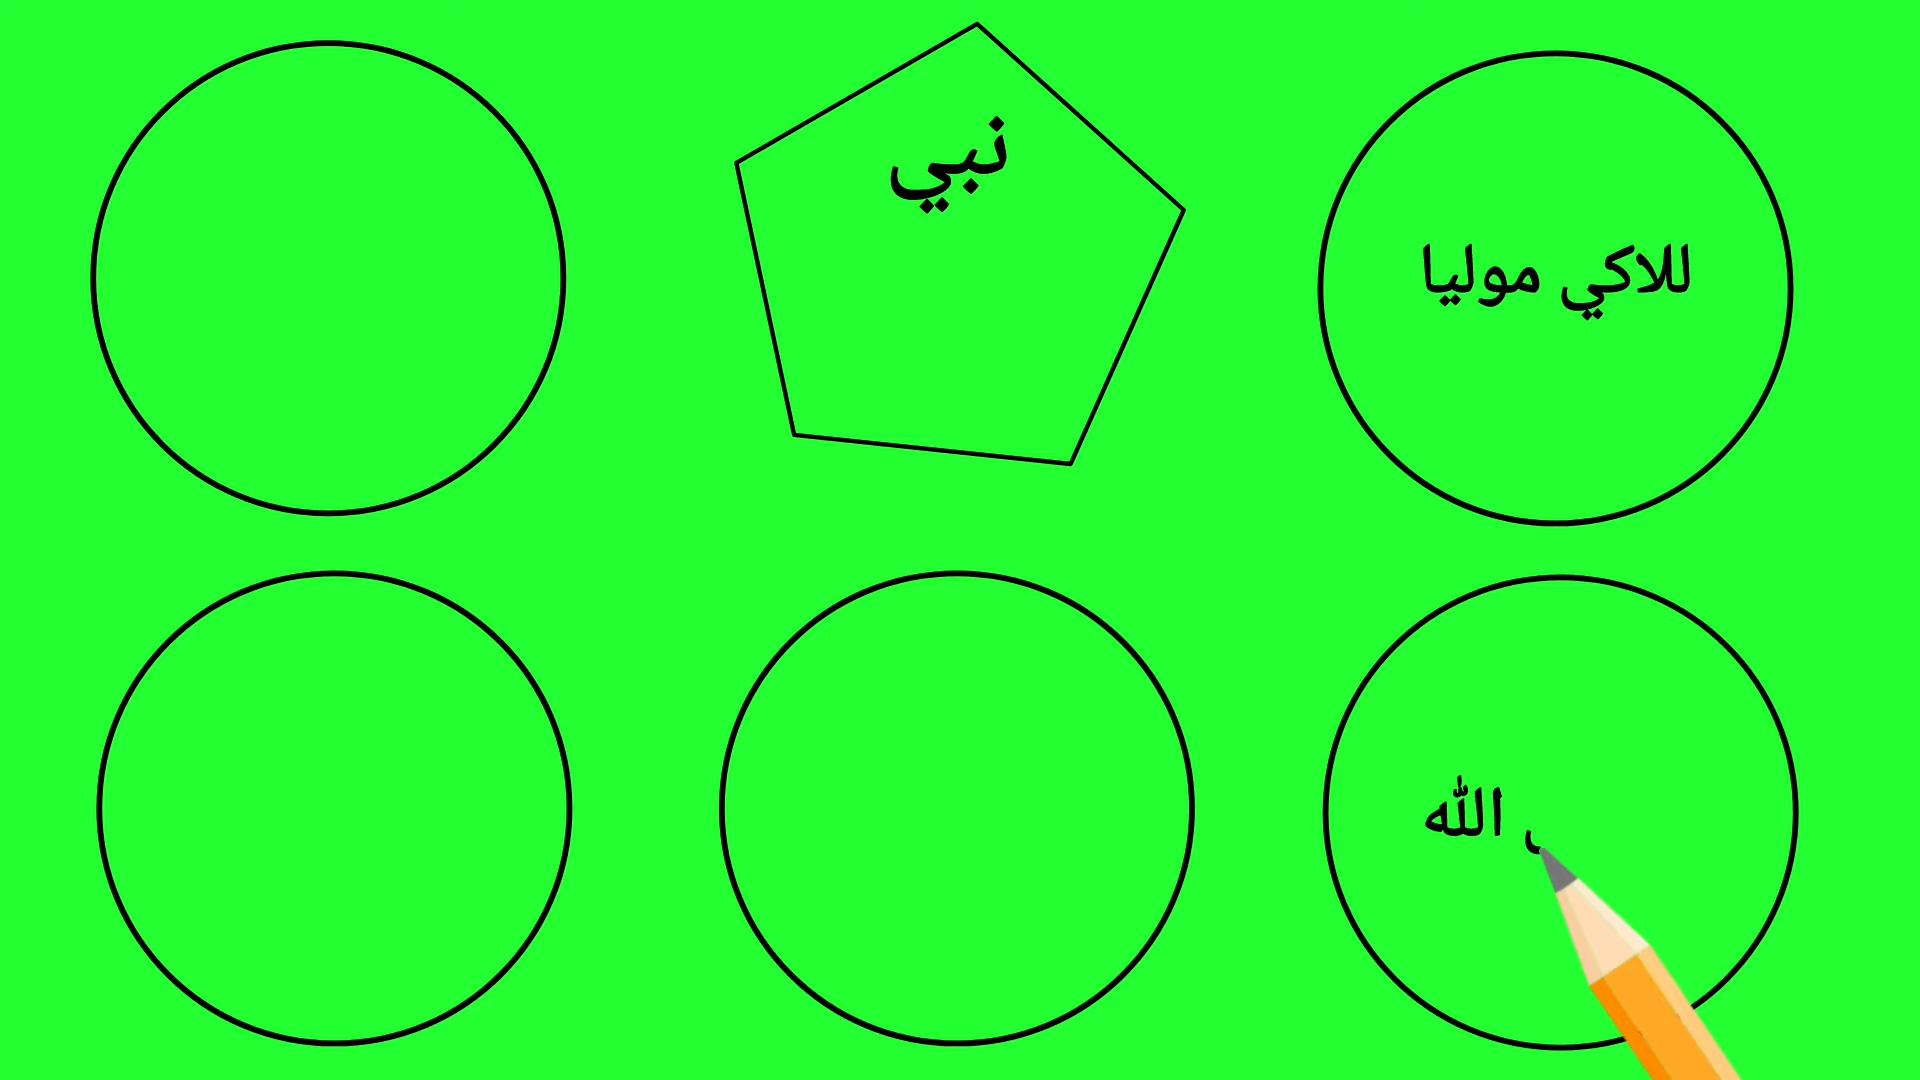 نبي
للاكي موليا
الله